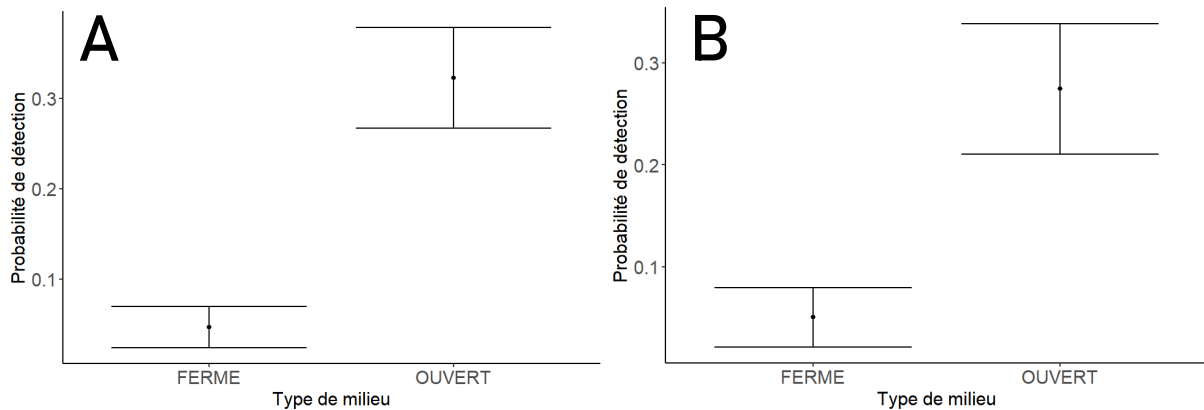 A
Probabilité de détection
0.3
0.2
0.1
FERME
OUVERT
Type de milieu
B
Probabilité de détection
0.3
0.2
0.1
FERME
OUVERT
Type de milieu